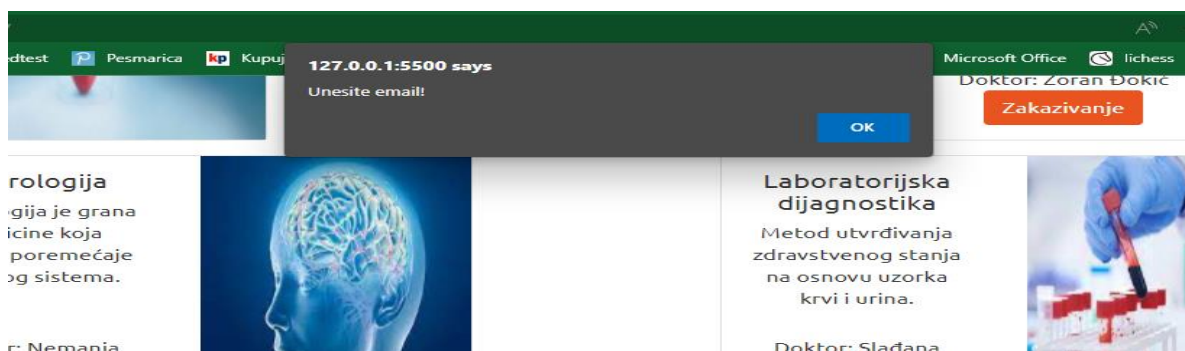 edtest Pesmarica kp Kupuj Microsoft Office lichess
127.0.0.1:5500 says
Unesite email!
OK
Doktor: Zoran Đokić
Zakazivanje
rologija
gija je grana
icine koja
poremećaje
og sistema.
r: Nemanja
Laboratorijska
dijagnostika
Metod utvrđivanja
zdravstvenog stanja
na osnovu uzorka
krvi i urina.
Doktor: Slađana